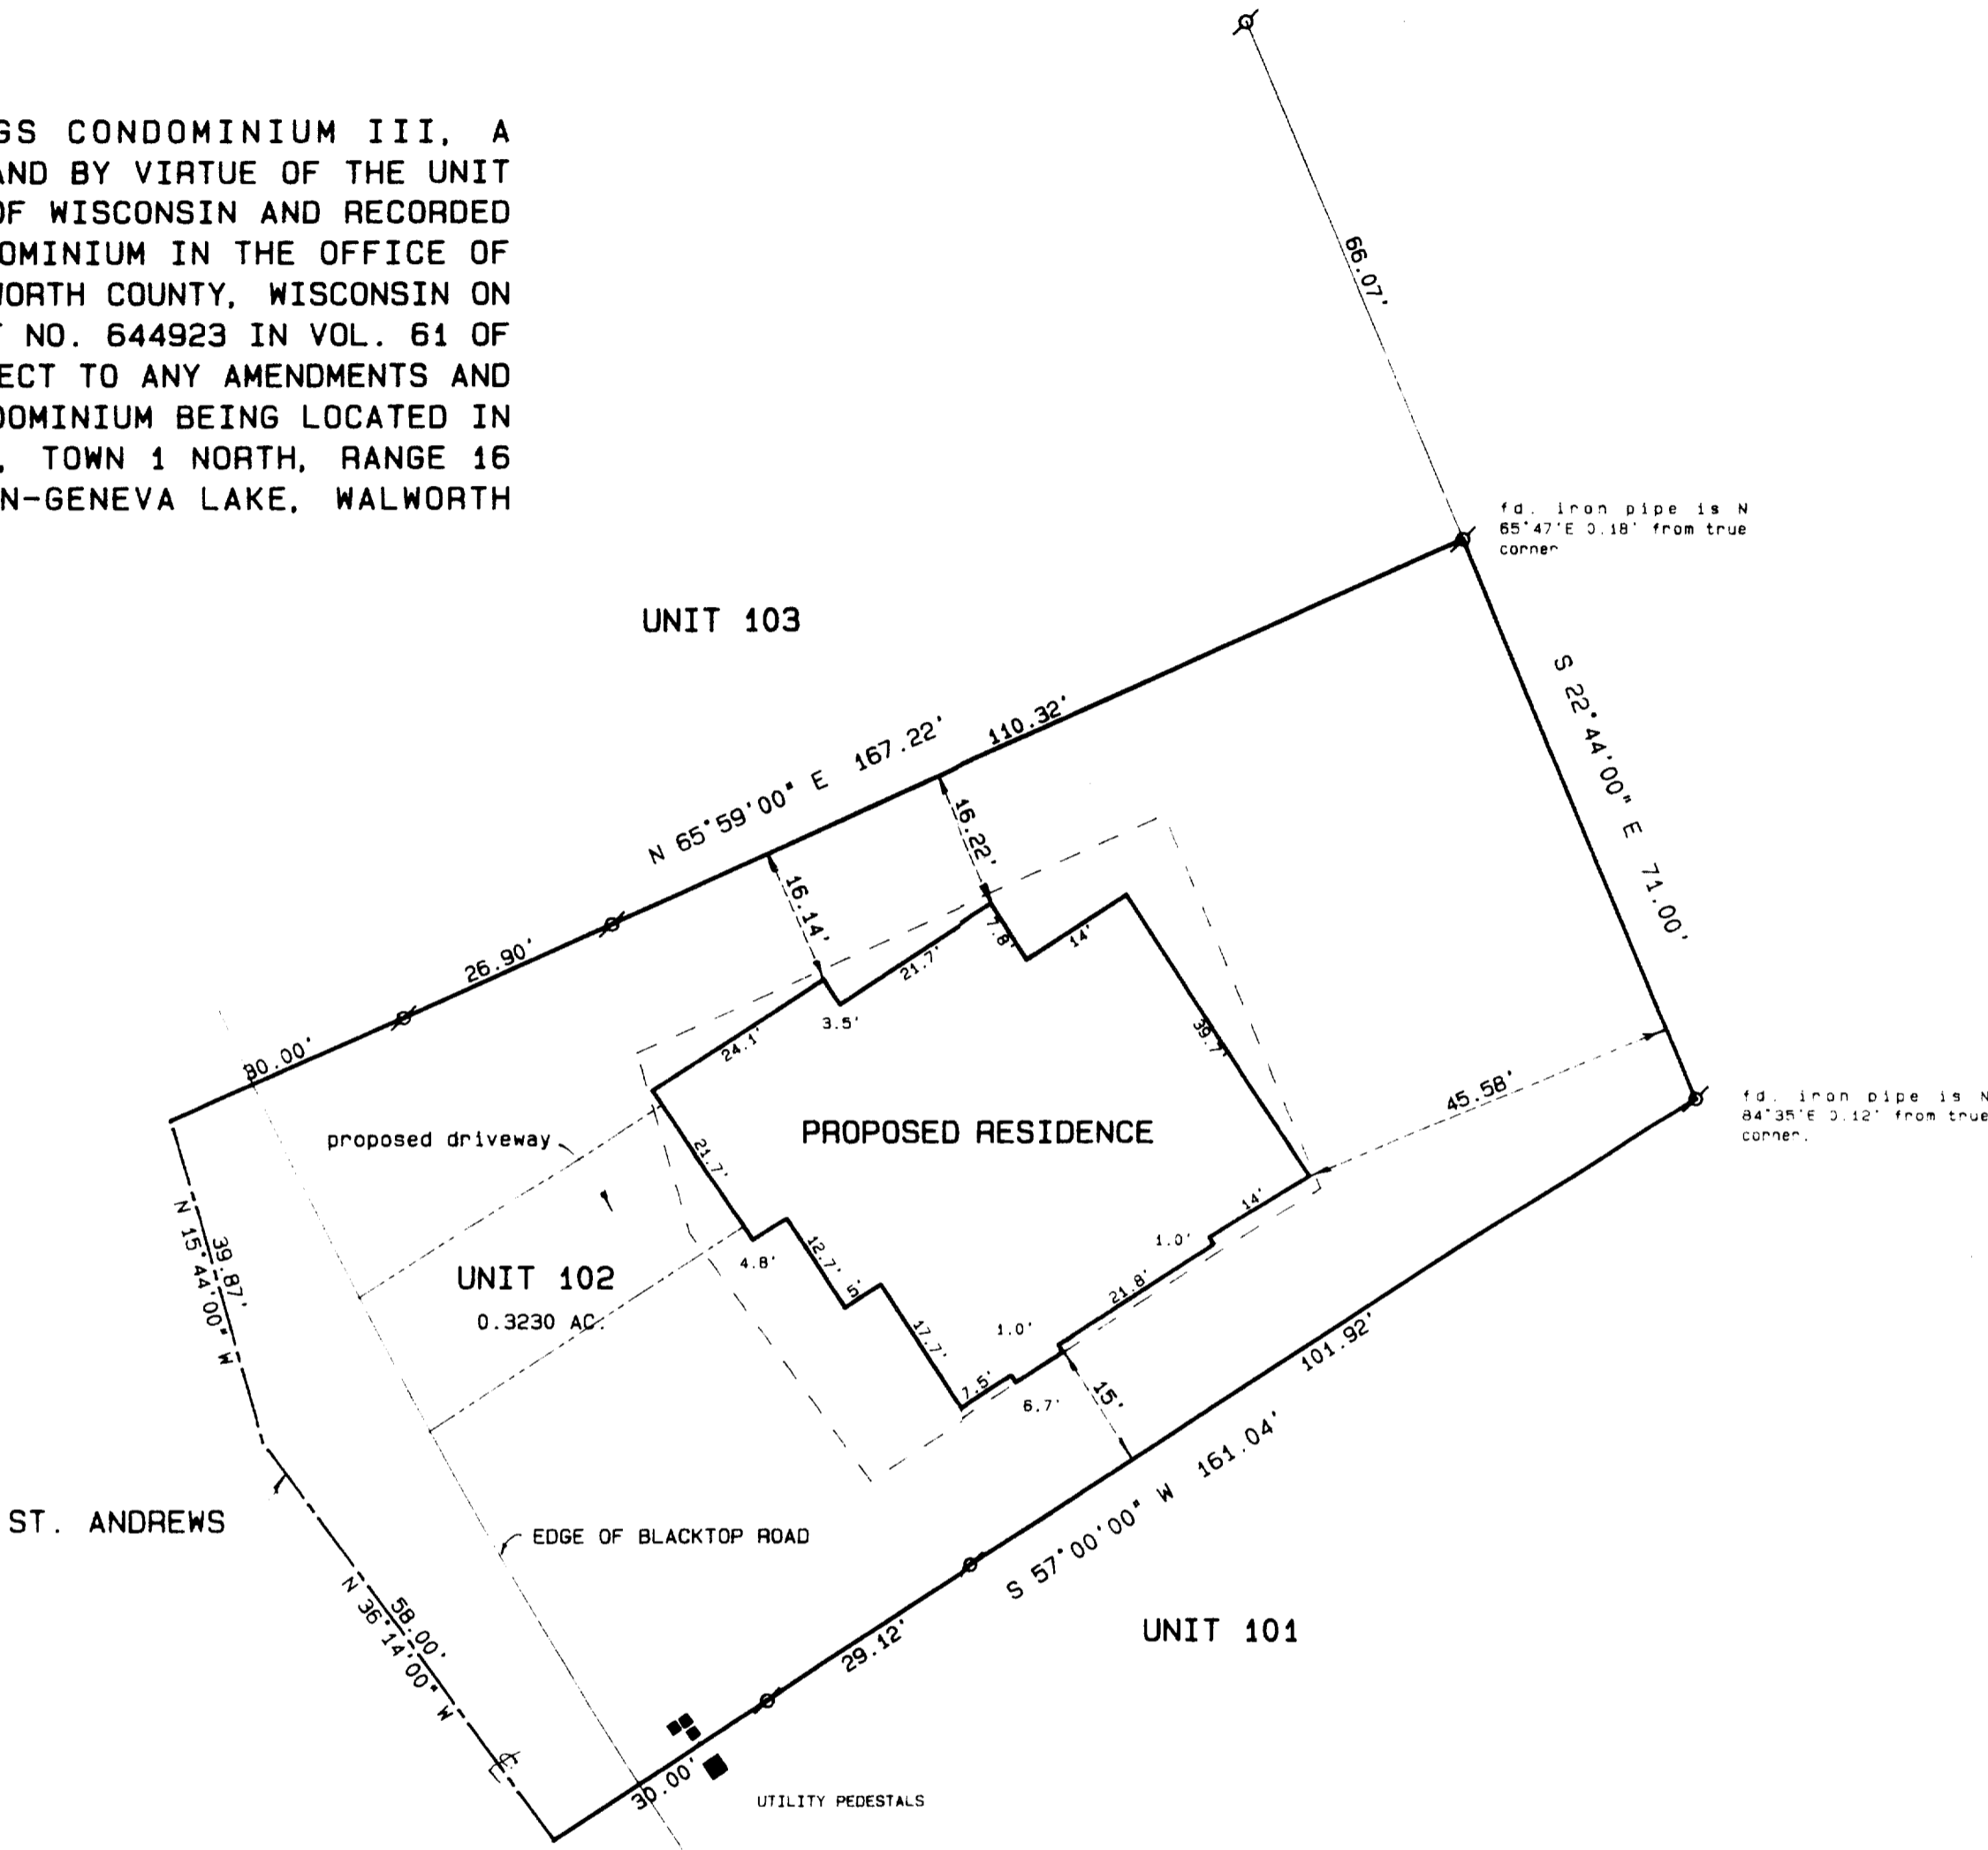 GS CONDOMINIUM III, A
AND BY VIRTUE OF THE UNIT
OF WISCONSIN AND RECORDED
OMINIUM IN THE OFFICE OF
WORTH COUNTY, WISCONSIN ON
T NO. 644923 IN VOL. 61 OF
ECT TO ANY AMENDMENTS AND
DOMINIUM BEING LOCATED IN
, TOWN 1 NORTH, RANGE 16
N-GENEVA LAKE, WALWORTH
66.07'
fd. iron pipe is N
65°47'E 0.18' from true
corner
UNIT 103
S 22°44'00" E 71.00'
N 65°59'00" E 167.22'
110.32'
16.22'
16.14'
26.90'
30.00'
7.8'
14'
21.7'
3.5'
24.1'
39.7'
45.58'
fd. iron pipe is N
84°35'E 0.12' from true
corner.
PROPOSED RESIDENCE
proposed driveway
21.7'
N 15°44'00" W
39.87'
14'
1.0'
4.8'
12.7'
5'
21.8'
UNIT 102
0.3230 AC.
17.7'
1.0'
7.5'
6.7'
15'
101.92'
S 57°00'00" W 161.04'
ST. ANDREWS
EDGE OF BLACKTOP ROAD
N 36°14'00" W
58.00'
29.12'
UNIT 101
30.00'
UTILITY PEDESTALS